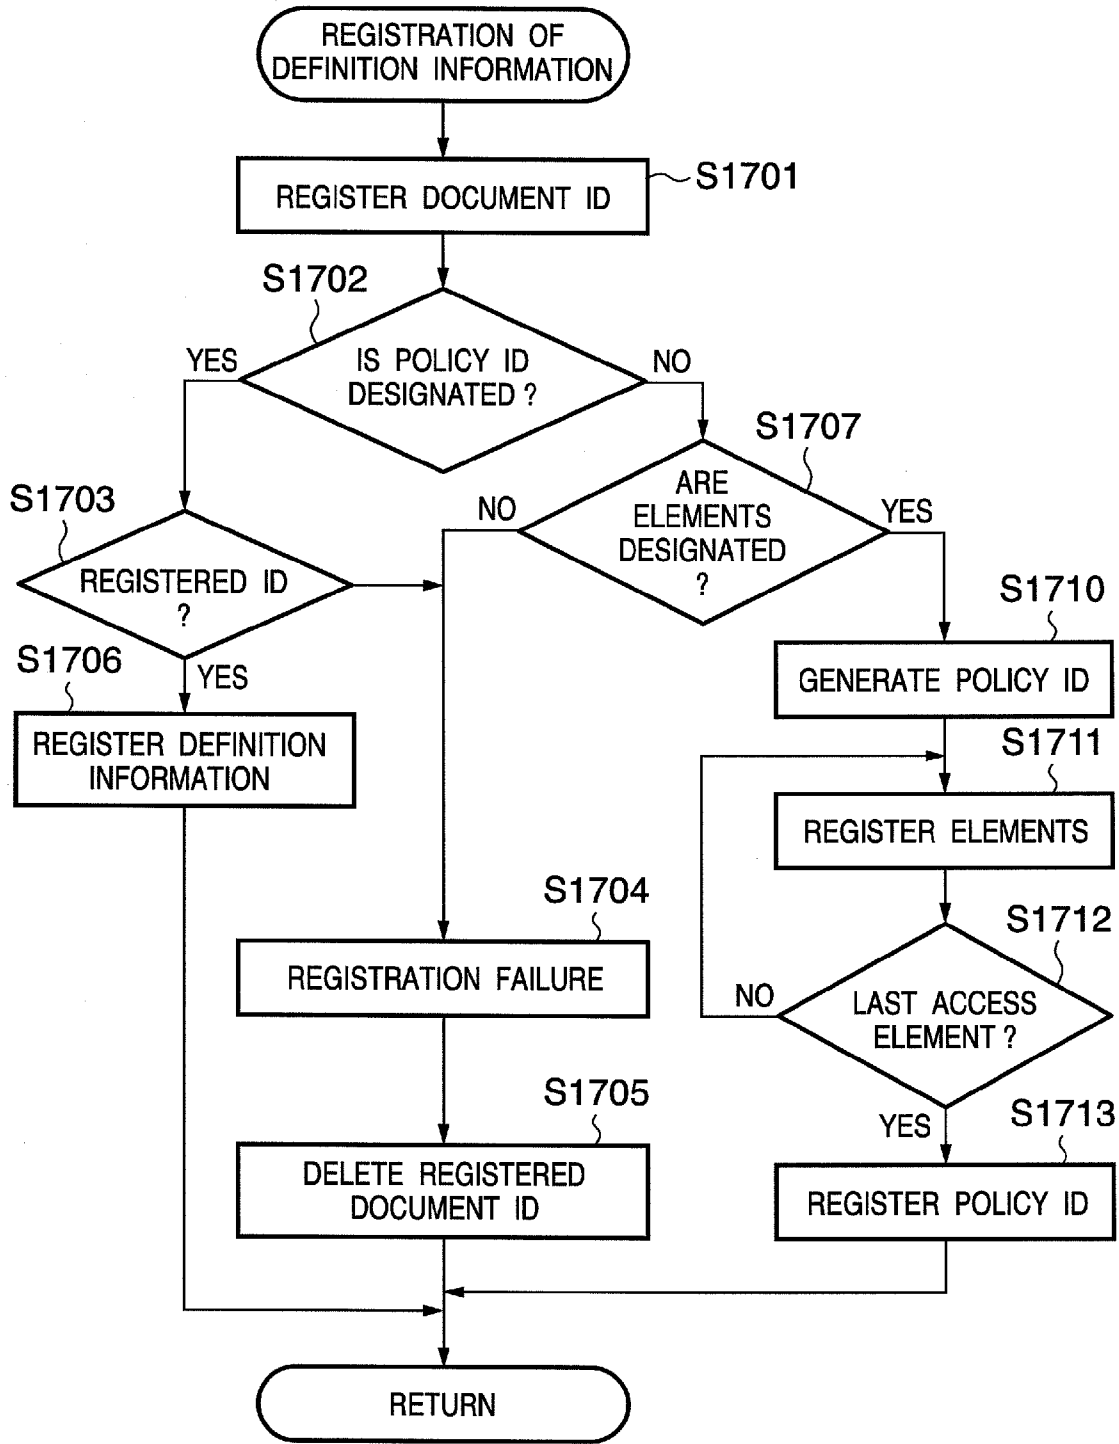 REGISTRATION OF
DEFINITION INFORMATION
S1701
REGISTER DOCUMENT ID
S1702
IS POLICY ID
DESIGNATED ?
YES
NO
S1707
ARE
ELEMENTS
DESIGNATED
?
NO
YES
S1703
REGISTERED ID
?
YES
S1710
GENERATE POLICY ID
S1706
REGISTER DEFINITION
INFORMATION
S1711
REGISTER ELEMENTS
S1704
REGISTRATION FAILURE
S1712
LAST ACCESS
ELEMENT ?
NO
YES
S1705
DELETE REGISTERED
DOCUMENT ID
S1713
REGISTER POLICY ID
RETURN